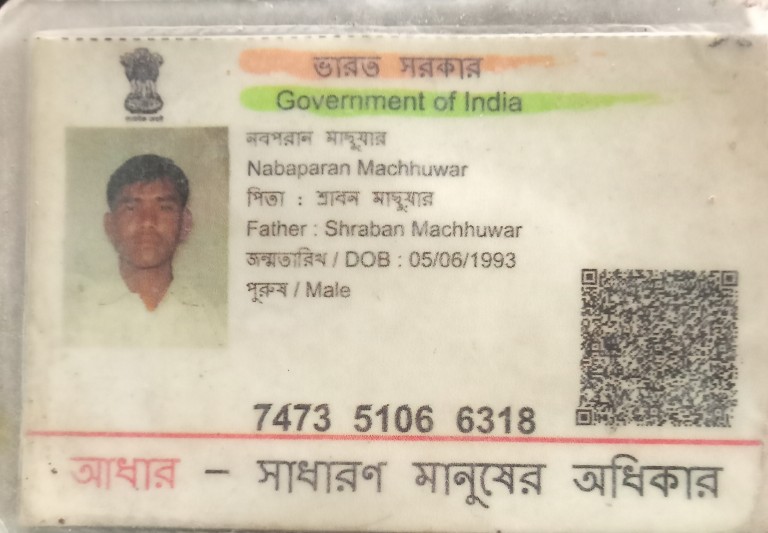 ভারত সরকার
Government of India
নবপরান মাছুয়ার
Nabaparan Machhuwar
পিতা : শ্রাবন মাছুয়ার
Father : Shraban Machhuwar
জন্মতারিখ / DOB : 05/06/1993
পুরুষ / Male
7473 5106 6318
আধার – সাধারণ মানুষের অধিকার